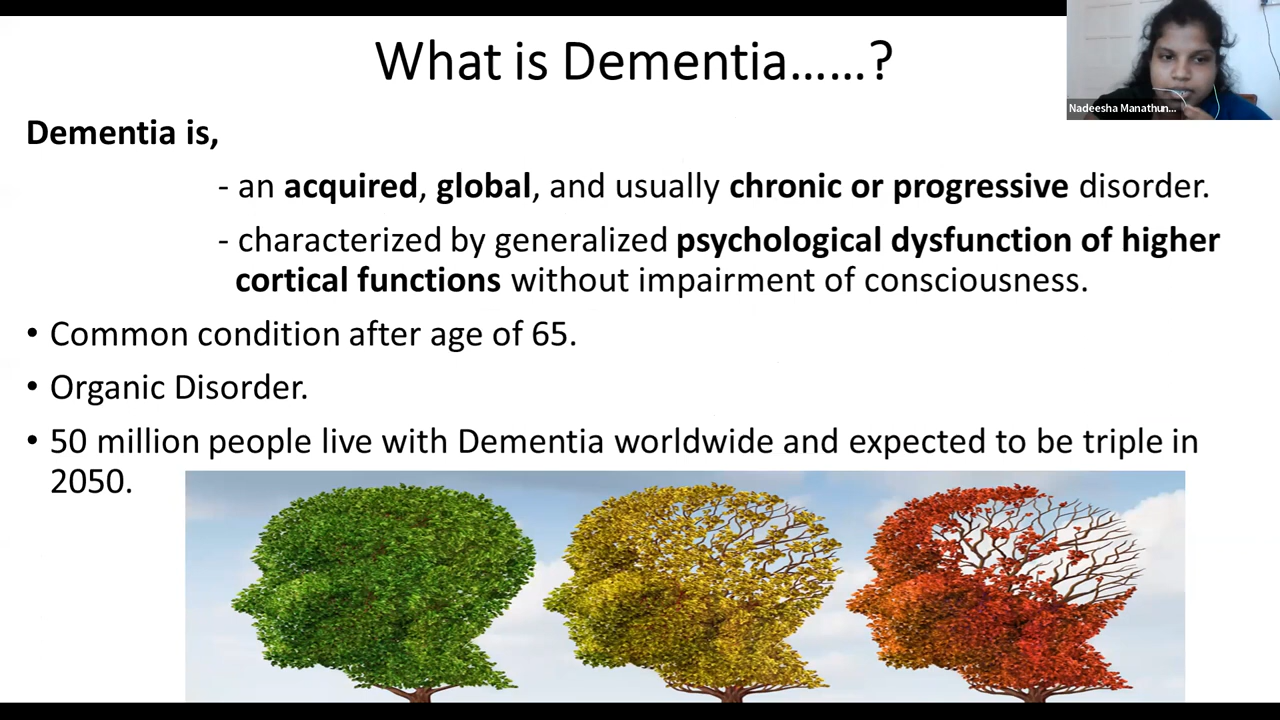 What is Dementia......?
Nadeesha Manathun...
Dementia is,
- an acquired, global, and usually chronic or progressive disorder.
- characterized by generalized psychological dysfunction of higher
cortical functions without impairment of consciousness.
• Common condition after age of 65.
• Organic Disorder.
• 50 million people live with Dementia worldwide and expected to be triple in
2050.